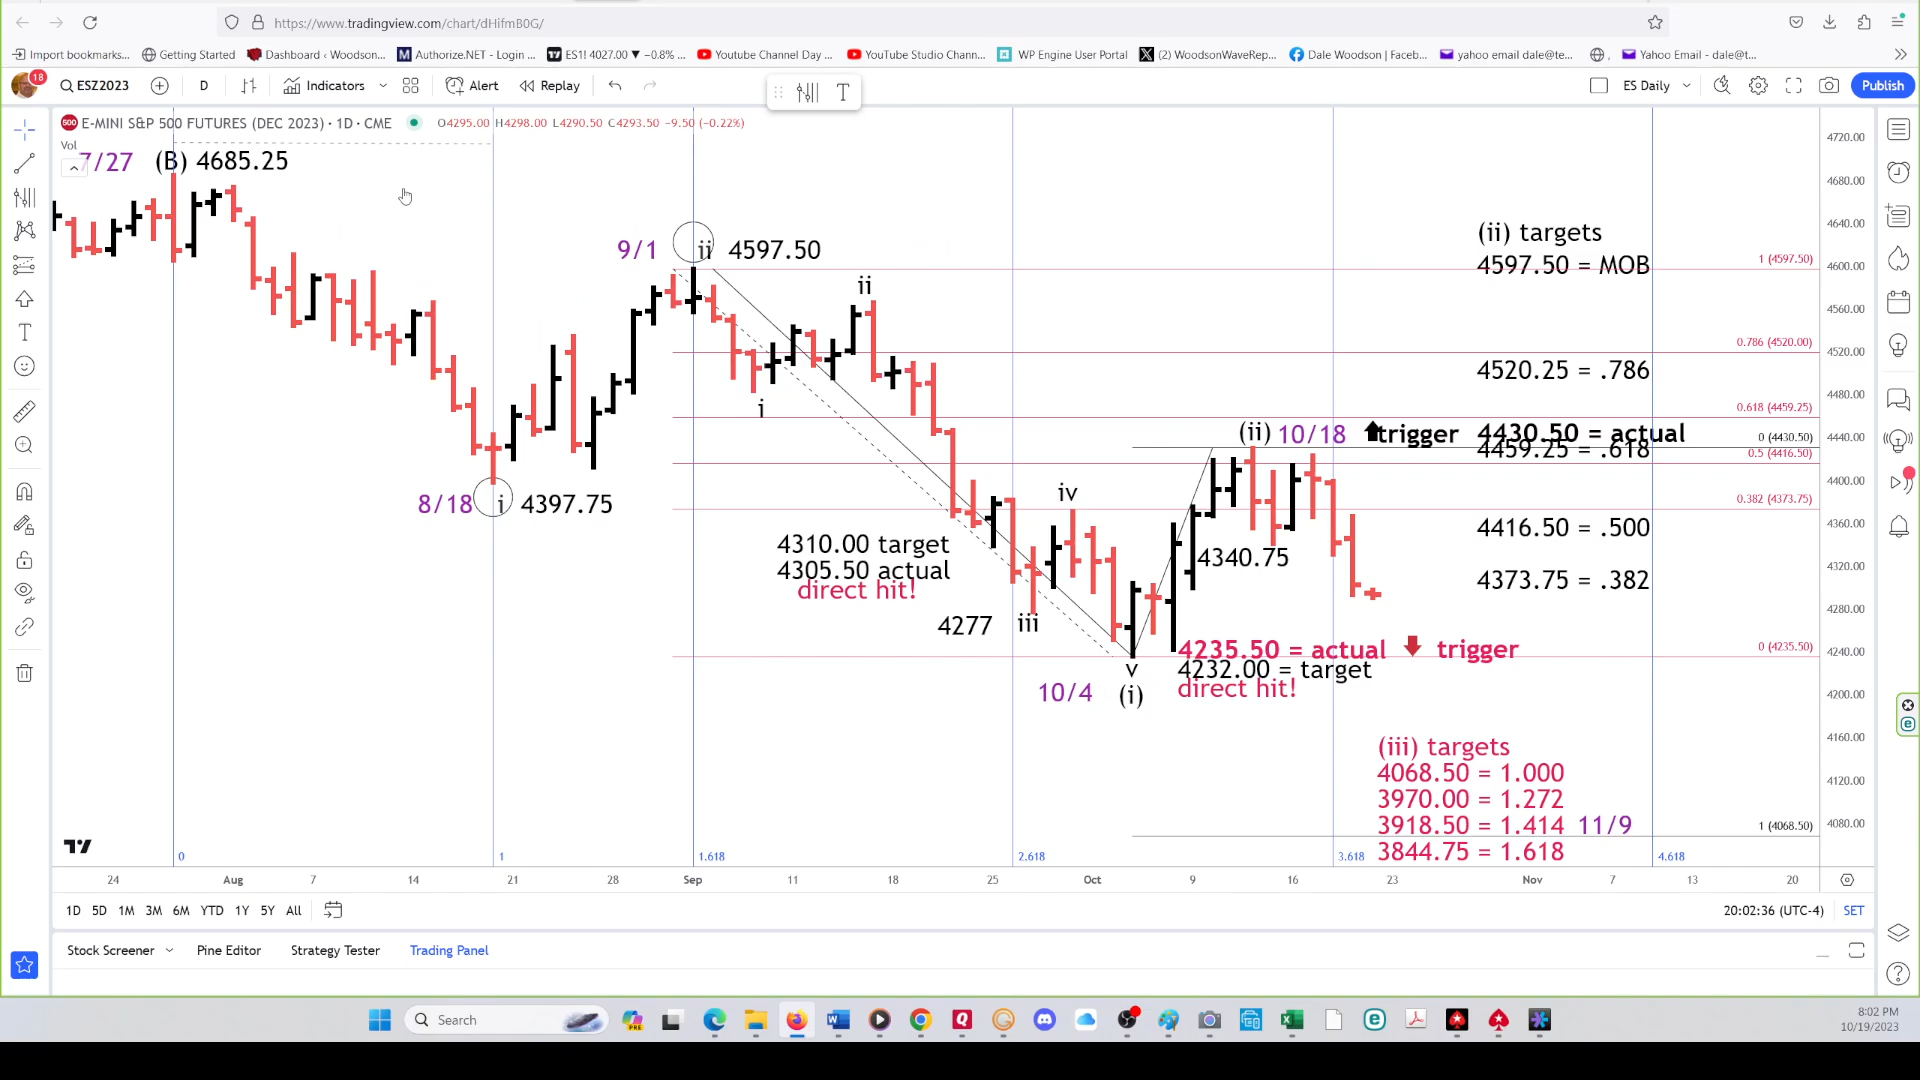 https://www.tradingview.com/chart/dHifmB0G/
Import bookmarks...
Getting Started
Dashboard ‹ Woodson...
Authorize.NET - Login ...
ES1! 4027.00 ▼ −0.8% ...
Youtube Channel Day ...
YouTube Studio Chann...
WP Engine User Portal
(2) WoodsonWaveRep...
Dale Woodson | Faceb...
yahoo email dale@te...
Yahoo Email - dale@t...
18
ESZ2023
D
Indicators
Alert
Replay
T
ES Daily
Publish
500
E-MINI S&P 500 FUTURES (DEC 2023) · 1D · CME
O4295.00 H4298.00 L4290.50 C4293.50 −9.50 (−0.22%)
Vol
7/27 (B) 4685.25
9/1 ii 4597.50
ii
i
8/18 i 4397.75
4310.00 target
4305.50 actual
direct hit!
4277 iii
iv
v
10/4 (i)
(ii) 10/18 trigger 4430.50 = actual
4340.75
4235.50 = actual trigger
4232.00 = target
direct hit!
(ii) targets
4597.50 = MOB
4520.25 = .786
4459.25 = .618
4416.50 = .500
4373.75 = .382
(iii) targets
4068.50 = 1.000
3970.00 = 1.272
3918.50 = 1.414 11/9
3844.75 = 1.618
1 (4597.50)
0.786 (4520.00)
0.618 (4459.25)
0 (4430.50)
0.5 (4416.50)
0.382 (4373.75)
0 (4235.50)
1 (4068.50)
4720.00
4680.00
4640.00
4600.00
4560.00
4520.00
4480.00
4440.00
4400.00
4360.00
4320.00
4280.00
4240.00
4200.00
4160.00
4120.00
4080.00
0 1 1.618 2.618 3.618 4.618
24 Aug 7 14 21 28 Sep 11 18 25 Oct 9 16 23 Nov 7 13 20
1D 5D 1M 3M 6M YTD 1Y 5Y All
20:02:36 (UTC-4) SET
Stock Screener
Pine Editor
Strategy Tester
Trading Panel
Search
PRE
8:02 PM
10/19/2023